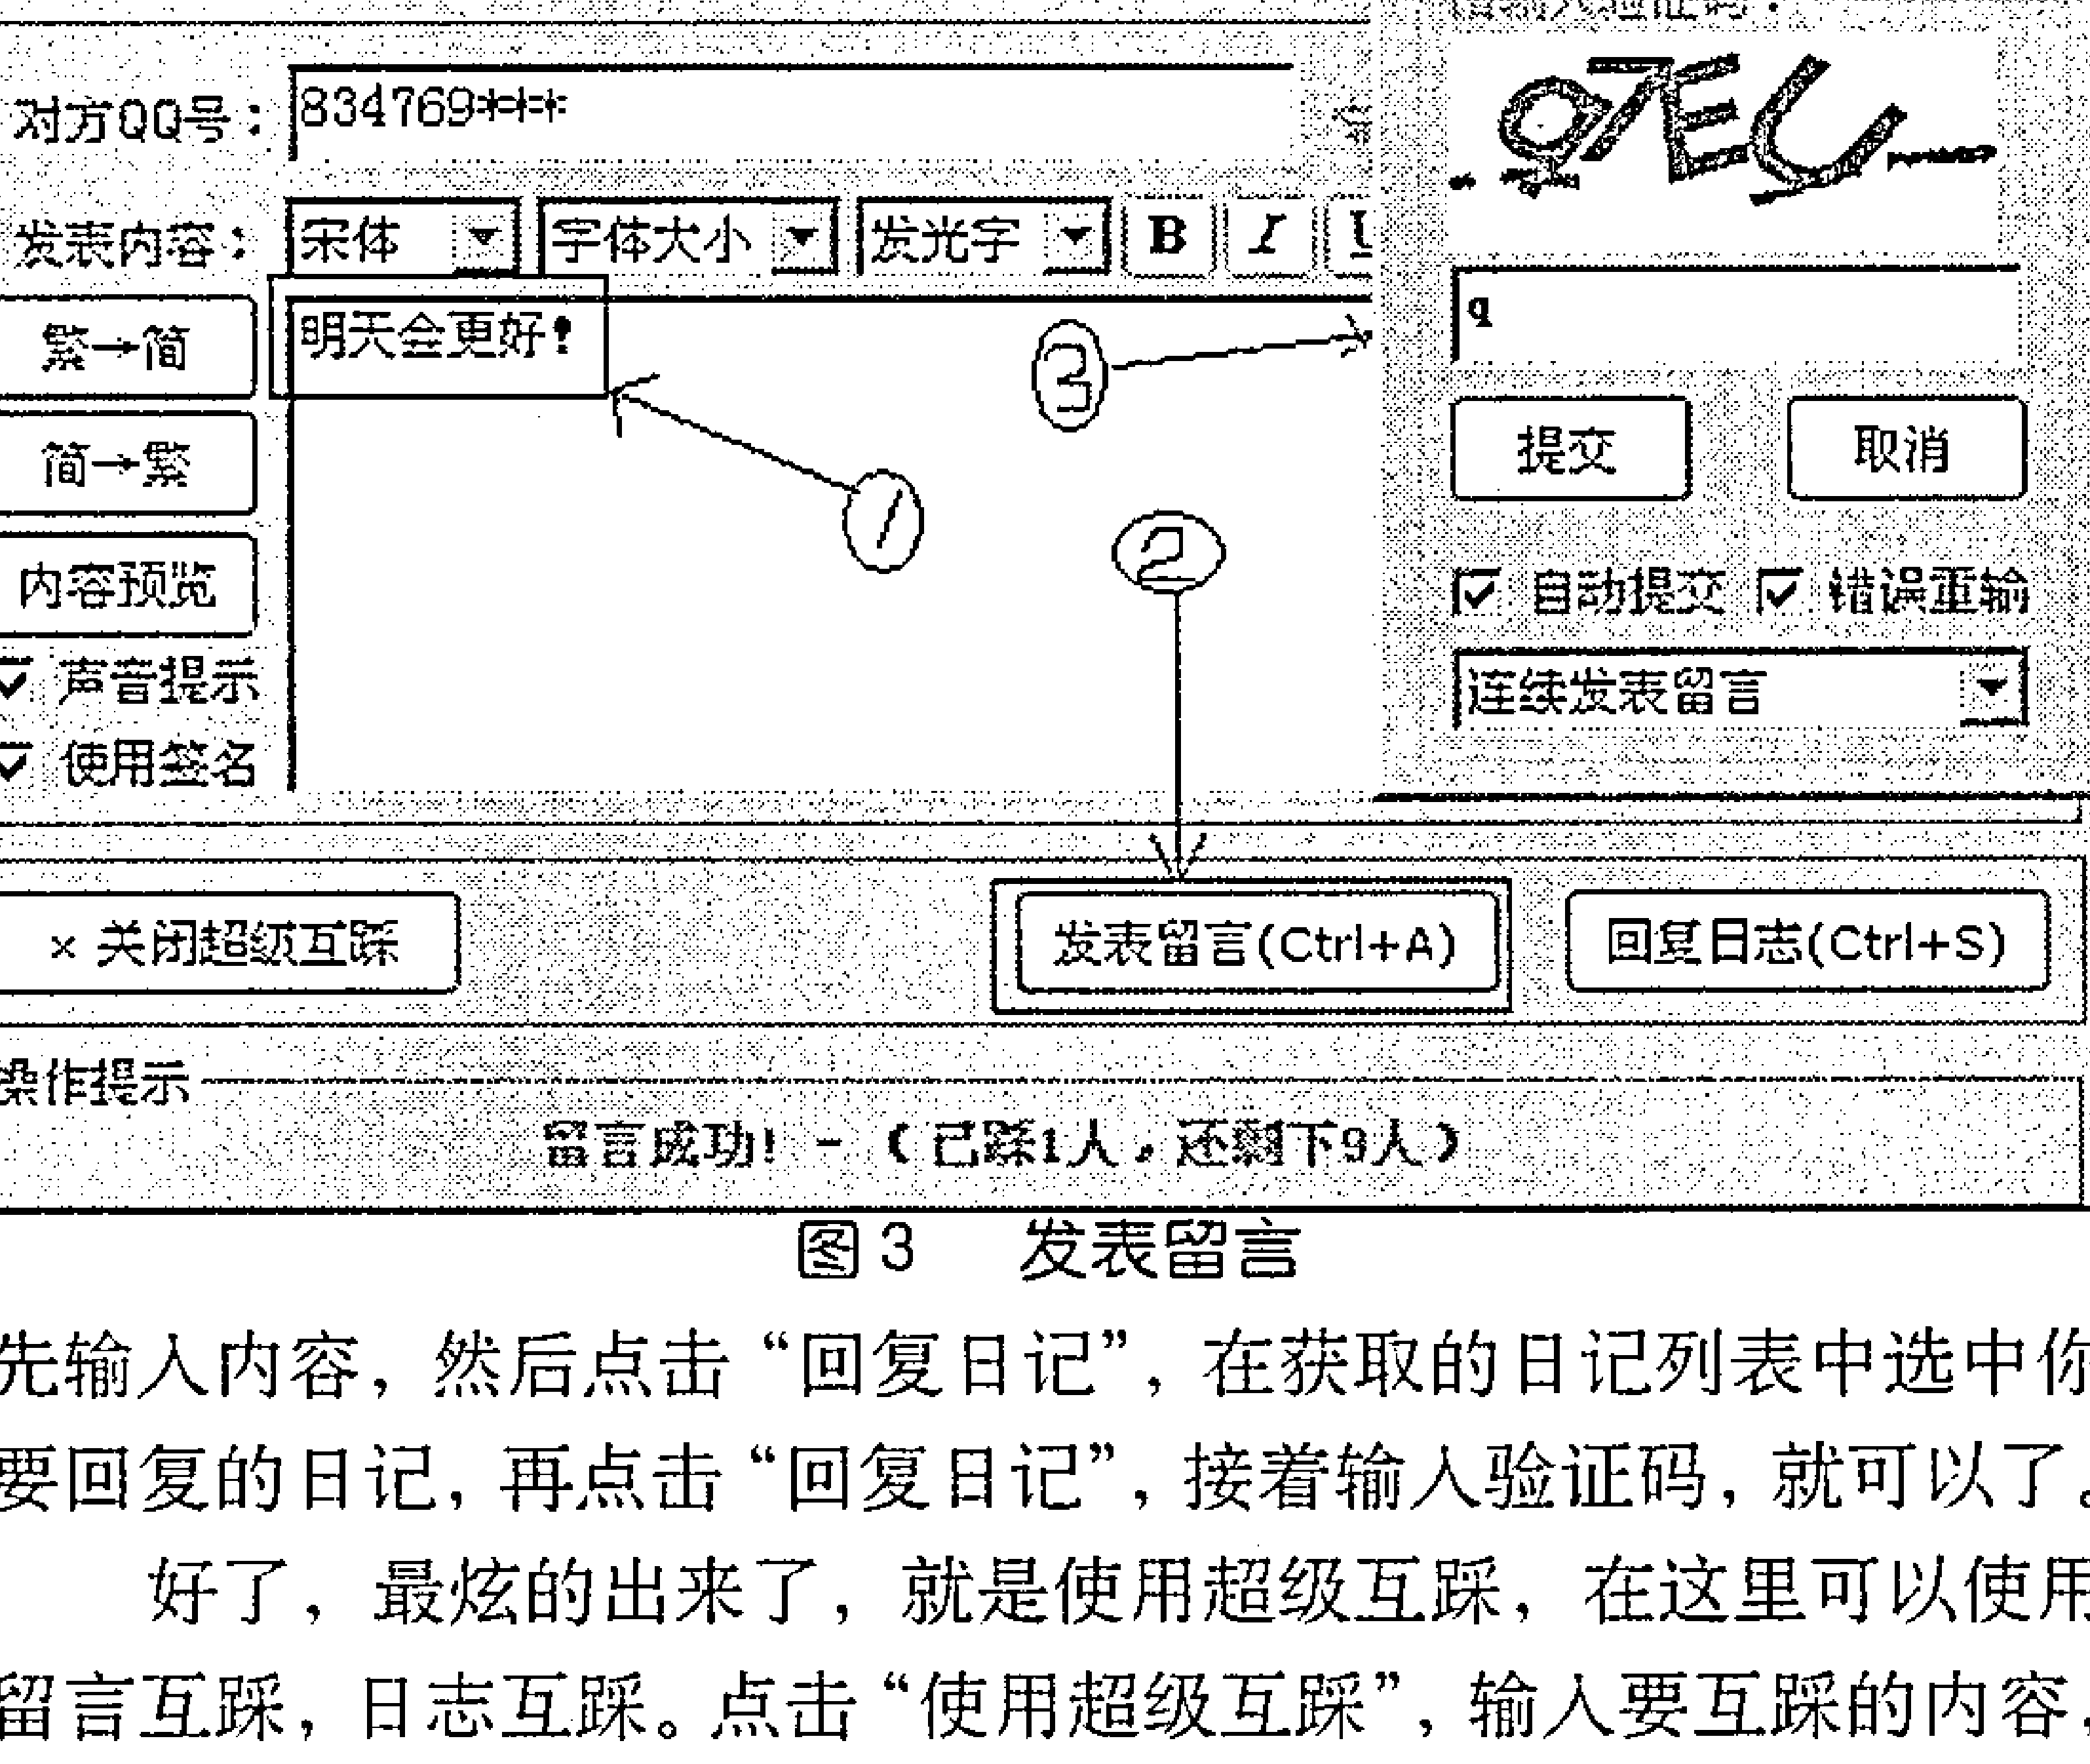 请输入验证码：
对方QQ号：
834769***
发表内容：
宋体
字体大小
发光字
B
I
U
繁→简
简→繁
内容预览
声音提示
使用签名
明天会更好！
1
2
3
q
提交
取消
自动提交
错误重输
连续发表留言
× 关闭超级互踩
发表留言(Ctrl+A)
回复日志(Ctrl+S)
操作提示
留言成功！ - （已踩1人，还剩下9人）
图3 发表留言
先输入内容，然后点击“回复日记”，在获取的日记列表中选中你
要回复的日记，再点击“回复日记”，接着输入验证码，就可以了。
好了，最炫的出来了，就是使用超级互踩，在这里可以使用
留言互踩，日志互踩。点击“使用超级互踩”，输入要互踩的内容，